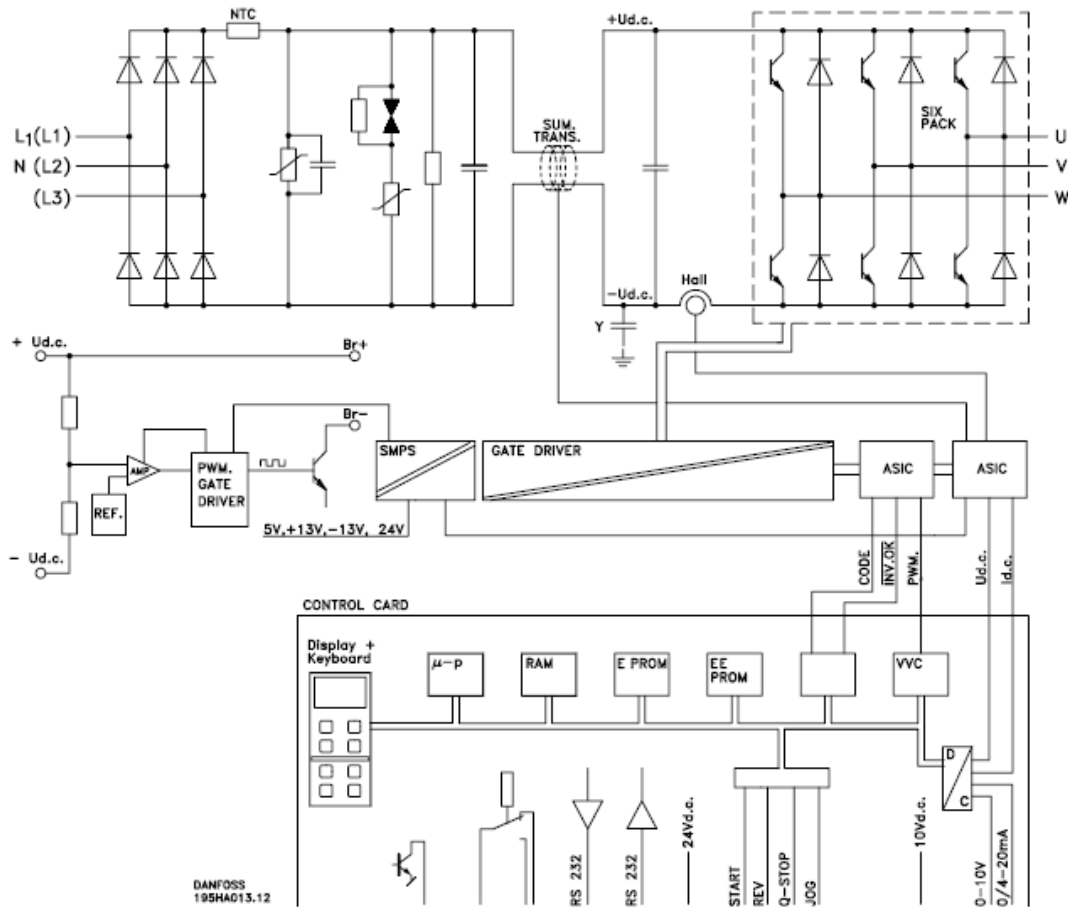 NTC
+Ud.c.
L₁(L1)
N (L2)
(L3)
SUM.
TRANS.
SIX
PACK
U
V
W
Hall
-Ud.c.
Y
+ Ud.c.
Br+
Br-
AMP
PWM.
GATE
DRIVER
REF.
SMPS
GATE DRIVER
ASIC
ASIC
5V,+13V,-13V, 24V
- Ud.c.
CODE
INV.OK
PWM.
Ud.c.
Id.c.
CONTROL CARD
Display +
Keyboard
μ-p
RAM
E PROM
EE
PROM
VVC
D
C
RS 232
RS 232
24Vd.c.
START
REV
Q-STOP
JOG
10Vd.c.
0-10V
0/4-20mA
DANFOSS
195HA013.12